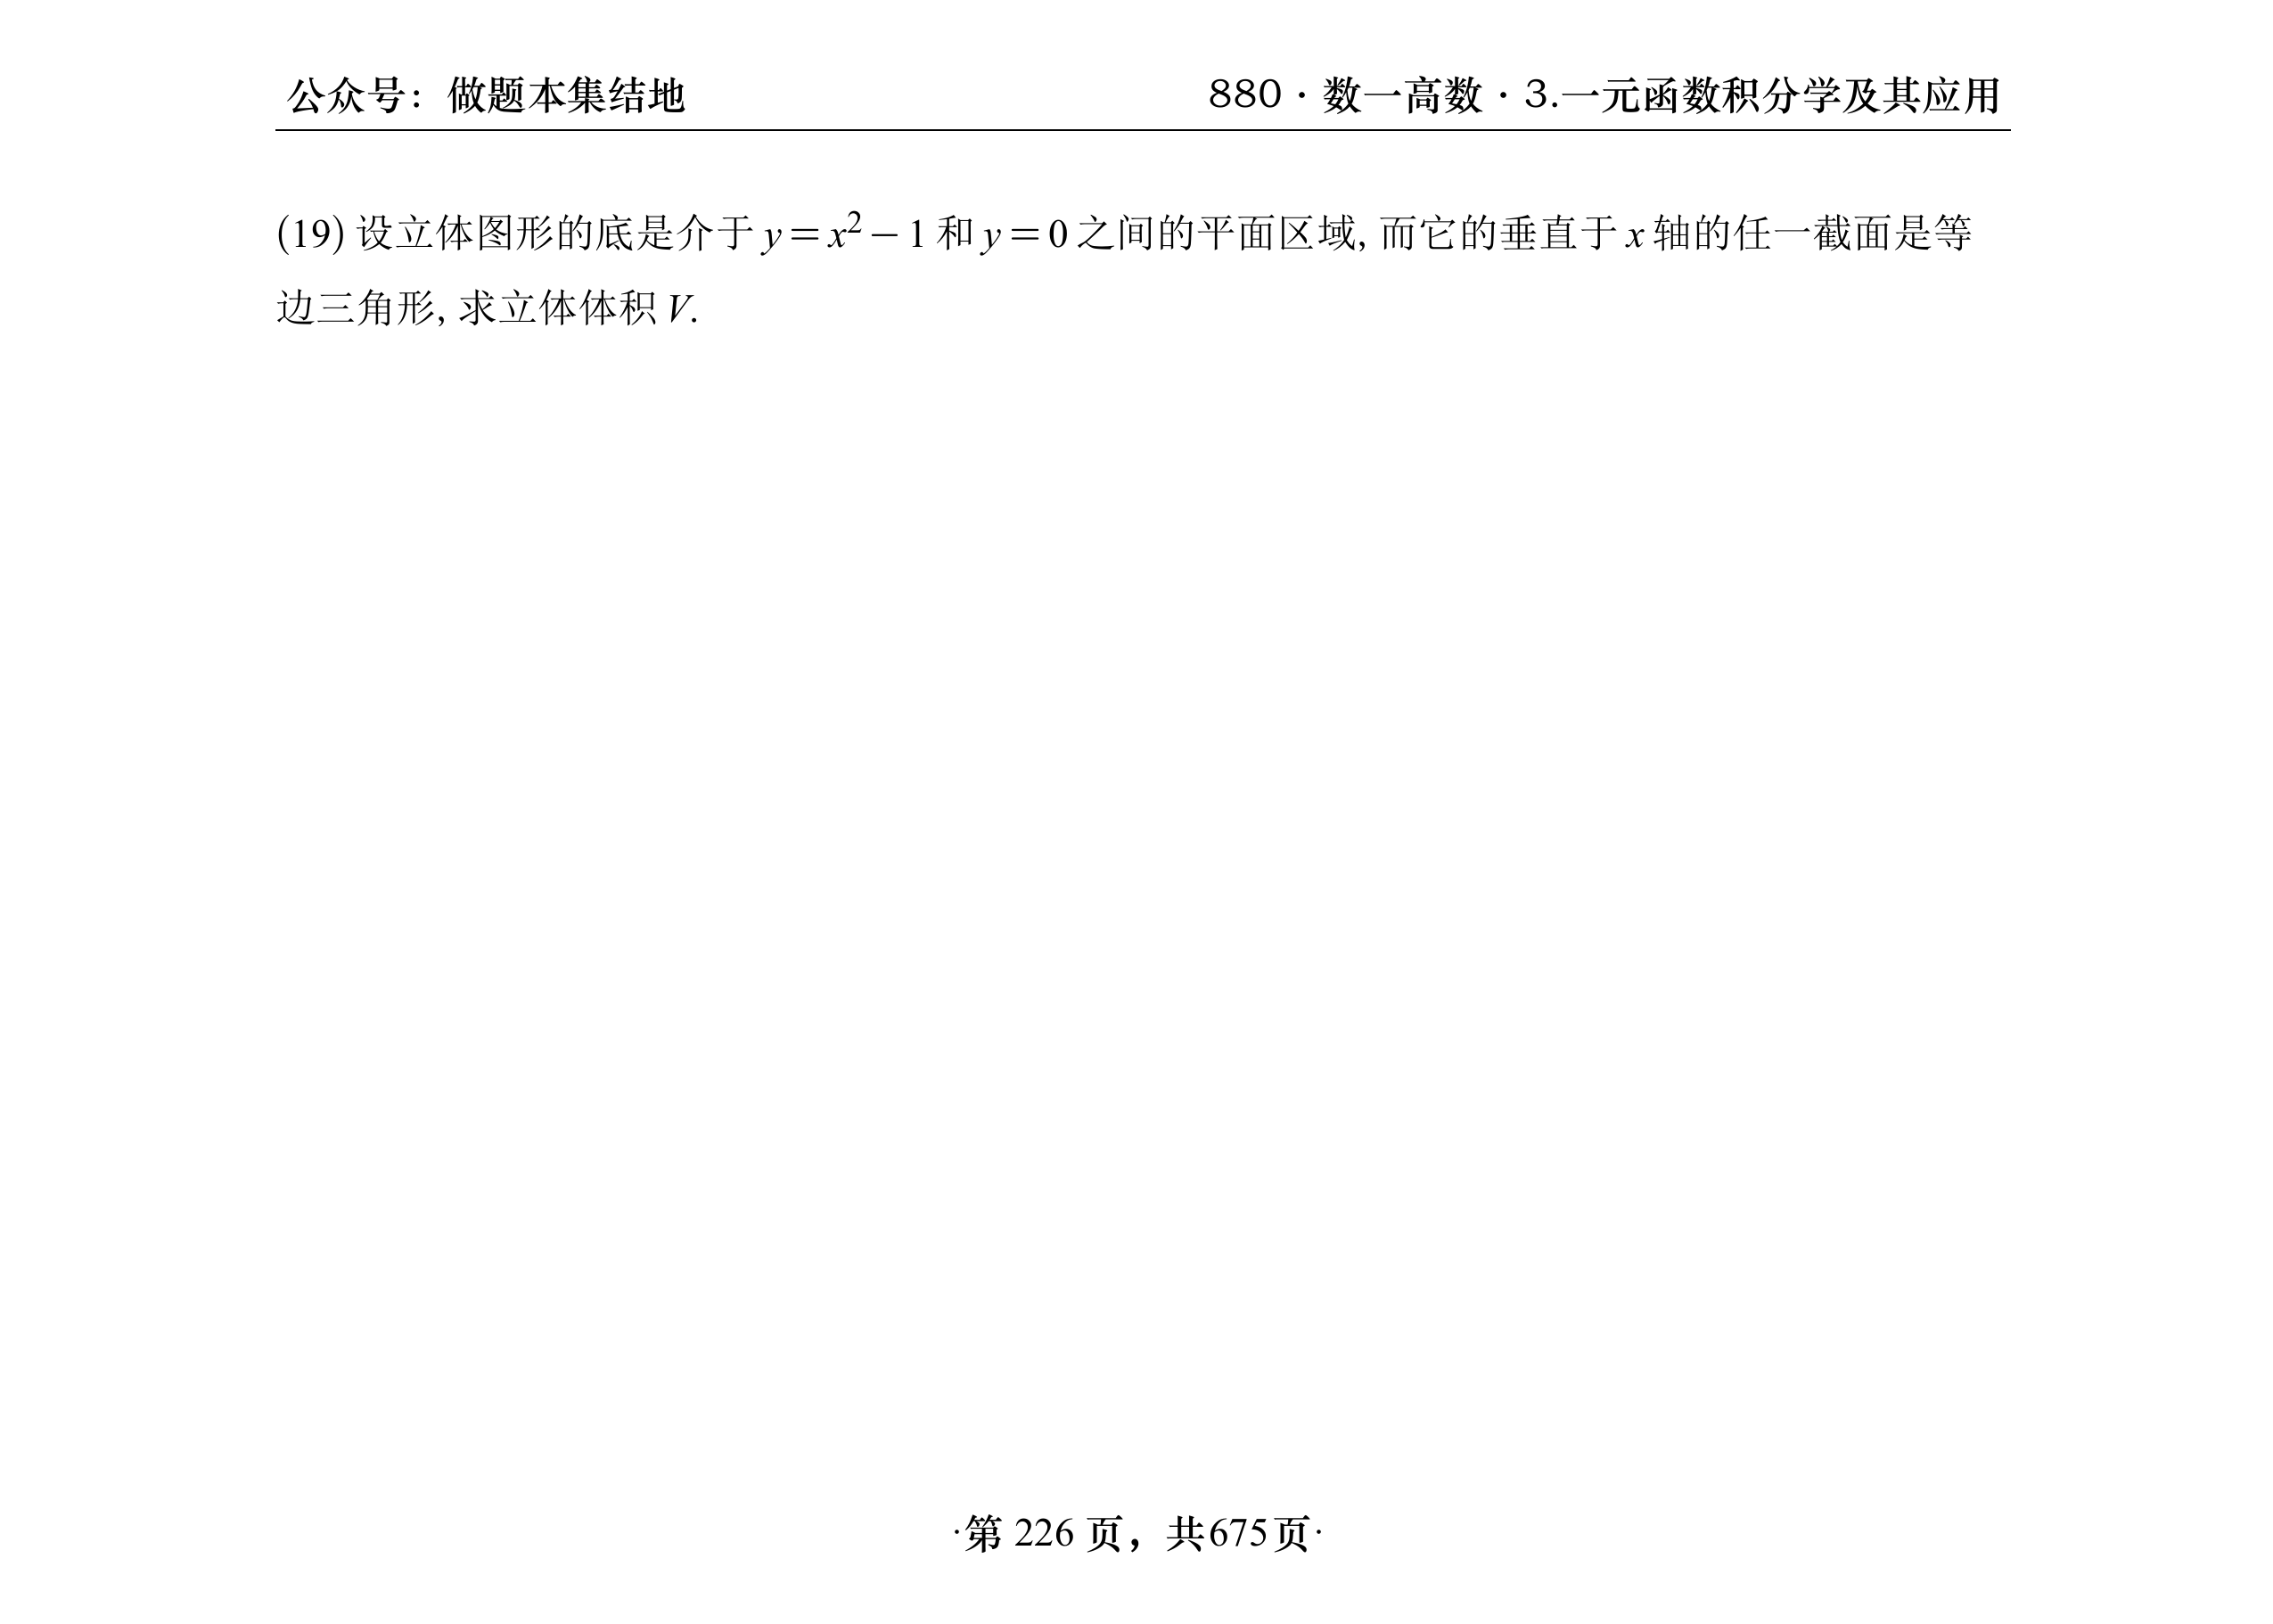 公众号：做题本集结地 880·数一高数·3.一元函数积分学及其应用
(19) 设立体图形的底是介于 y = x² − 1 和 y = 0 之间的平面区域, 而它的垂直于 x 轴的任一截面是等
边三角形, 求立体体积 V.
·第 226 页，共675页·